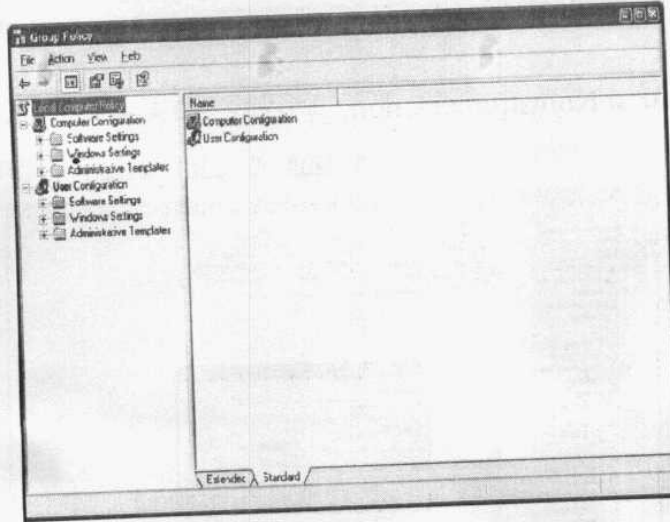 Group Policy
File Action View Help
Local Computer Policy
Computer Configuration
Software Settings
Windows Settings
Administrative Templates
User Configuration
Software Settings
Windows Settings
Administrative Templates
Name
Computer Configuration
User Configuration
Extended Standard